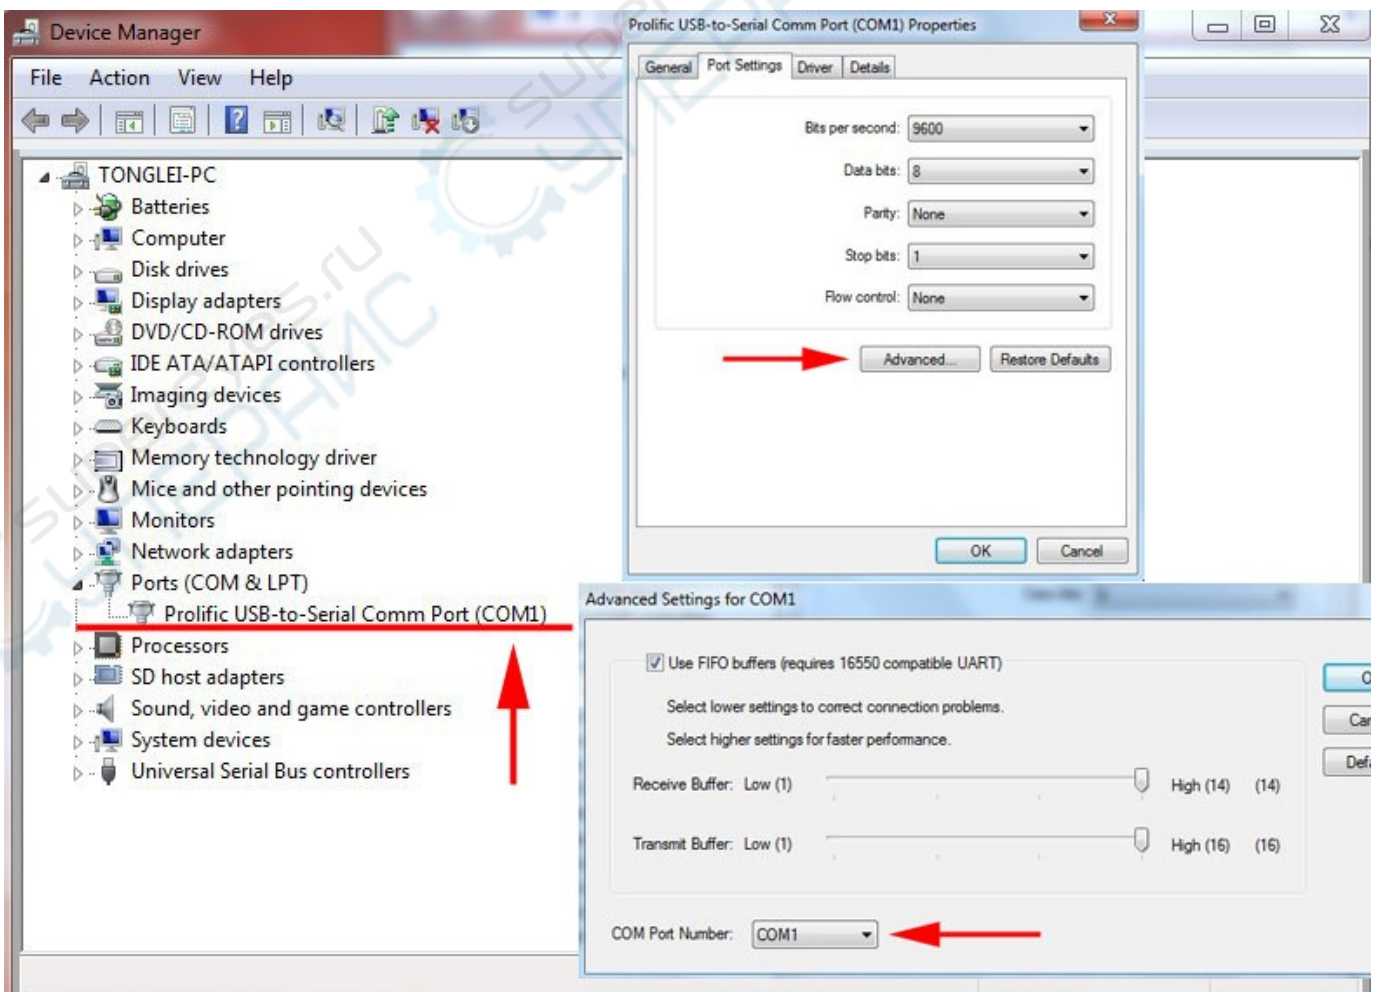 Device Manager
File Action View Help
TONGLEI-PC
Batteries
Computer
Disk drives
Display adapters
DVD/CD-ROM drives
IDE ATA/ATAPI controllers
Imaging devices
Keyboards
Memory technology driver
Mice and other pointing devices
Monitors
Network adapters
Ports (COM & LPT)
Prolific USB-to-Serial Comm Port (COM1)
Processors
SD host adapters
Sound, video and game controllers
System devices
Universal Serial Bus controllers
Prolific USB-to-Serial Comm Port (COM1) Properties
General Port Settings Driver Details
Bits per second: 9600
Data bits: 8
Parity: None
Stop bits: 1
Flow control: None
Advanced... Restore Defaults
OK Cancel
Advanced Settings for COM1
Use FIFO buffers (requires 16550 compatible UART)
Select lower settings to correct connection problems.
Select higher settings for faster performance.
Receive Buffer: Low (1) High (14) (14)
Transmit Buffer: Low (1) High (16) (16)
COM Port Number: COM1
supereyes.ru
СУПЕРАЙС